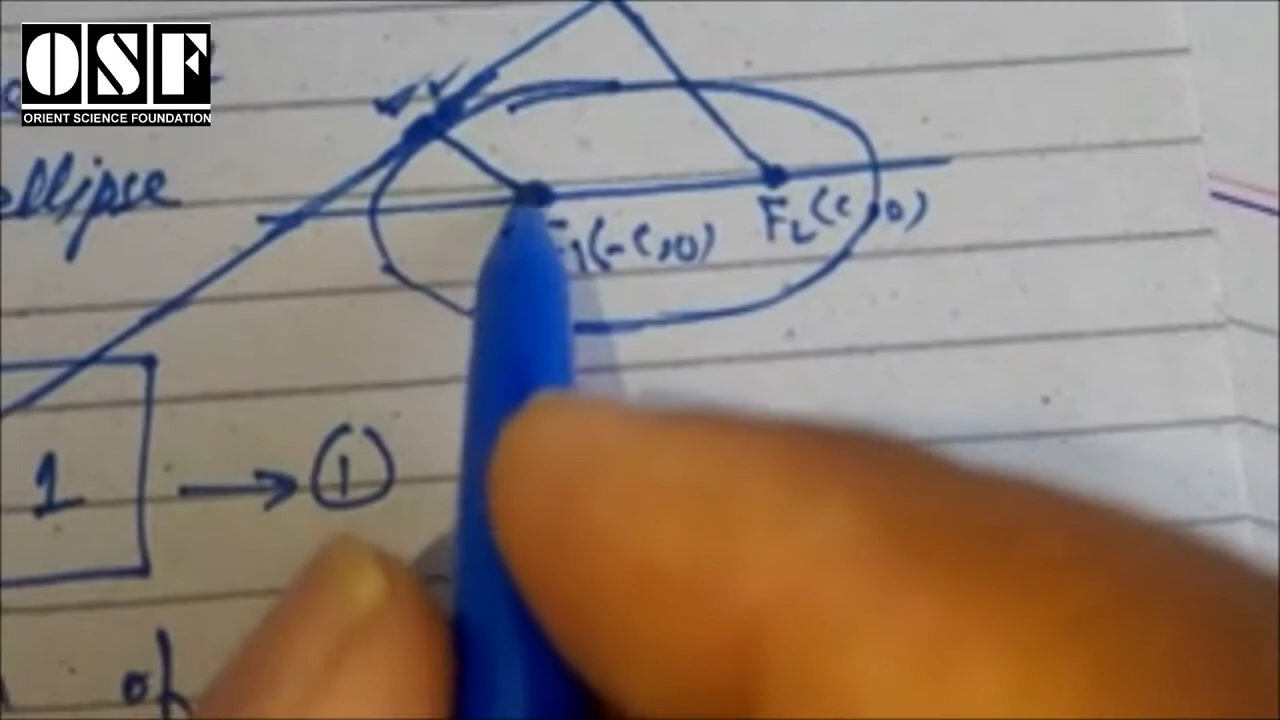 OSF
ORIENT SCIENCE FOUNDATION
ellipse
F₁(-c,0)
F₂(c,0)
1 → ①
of